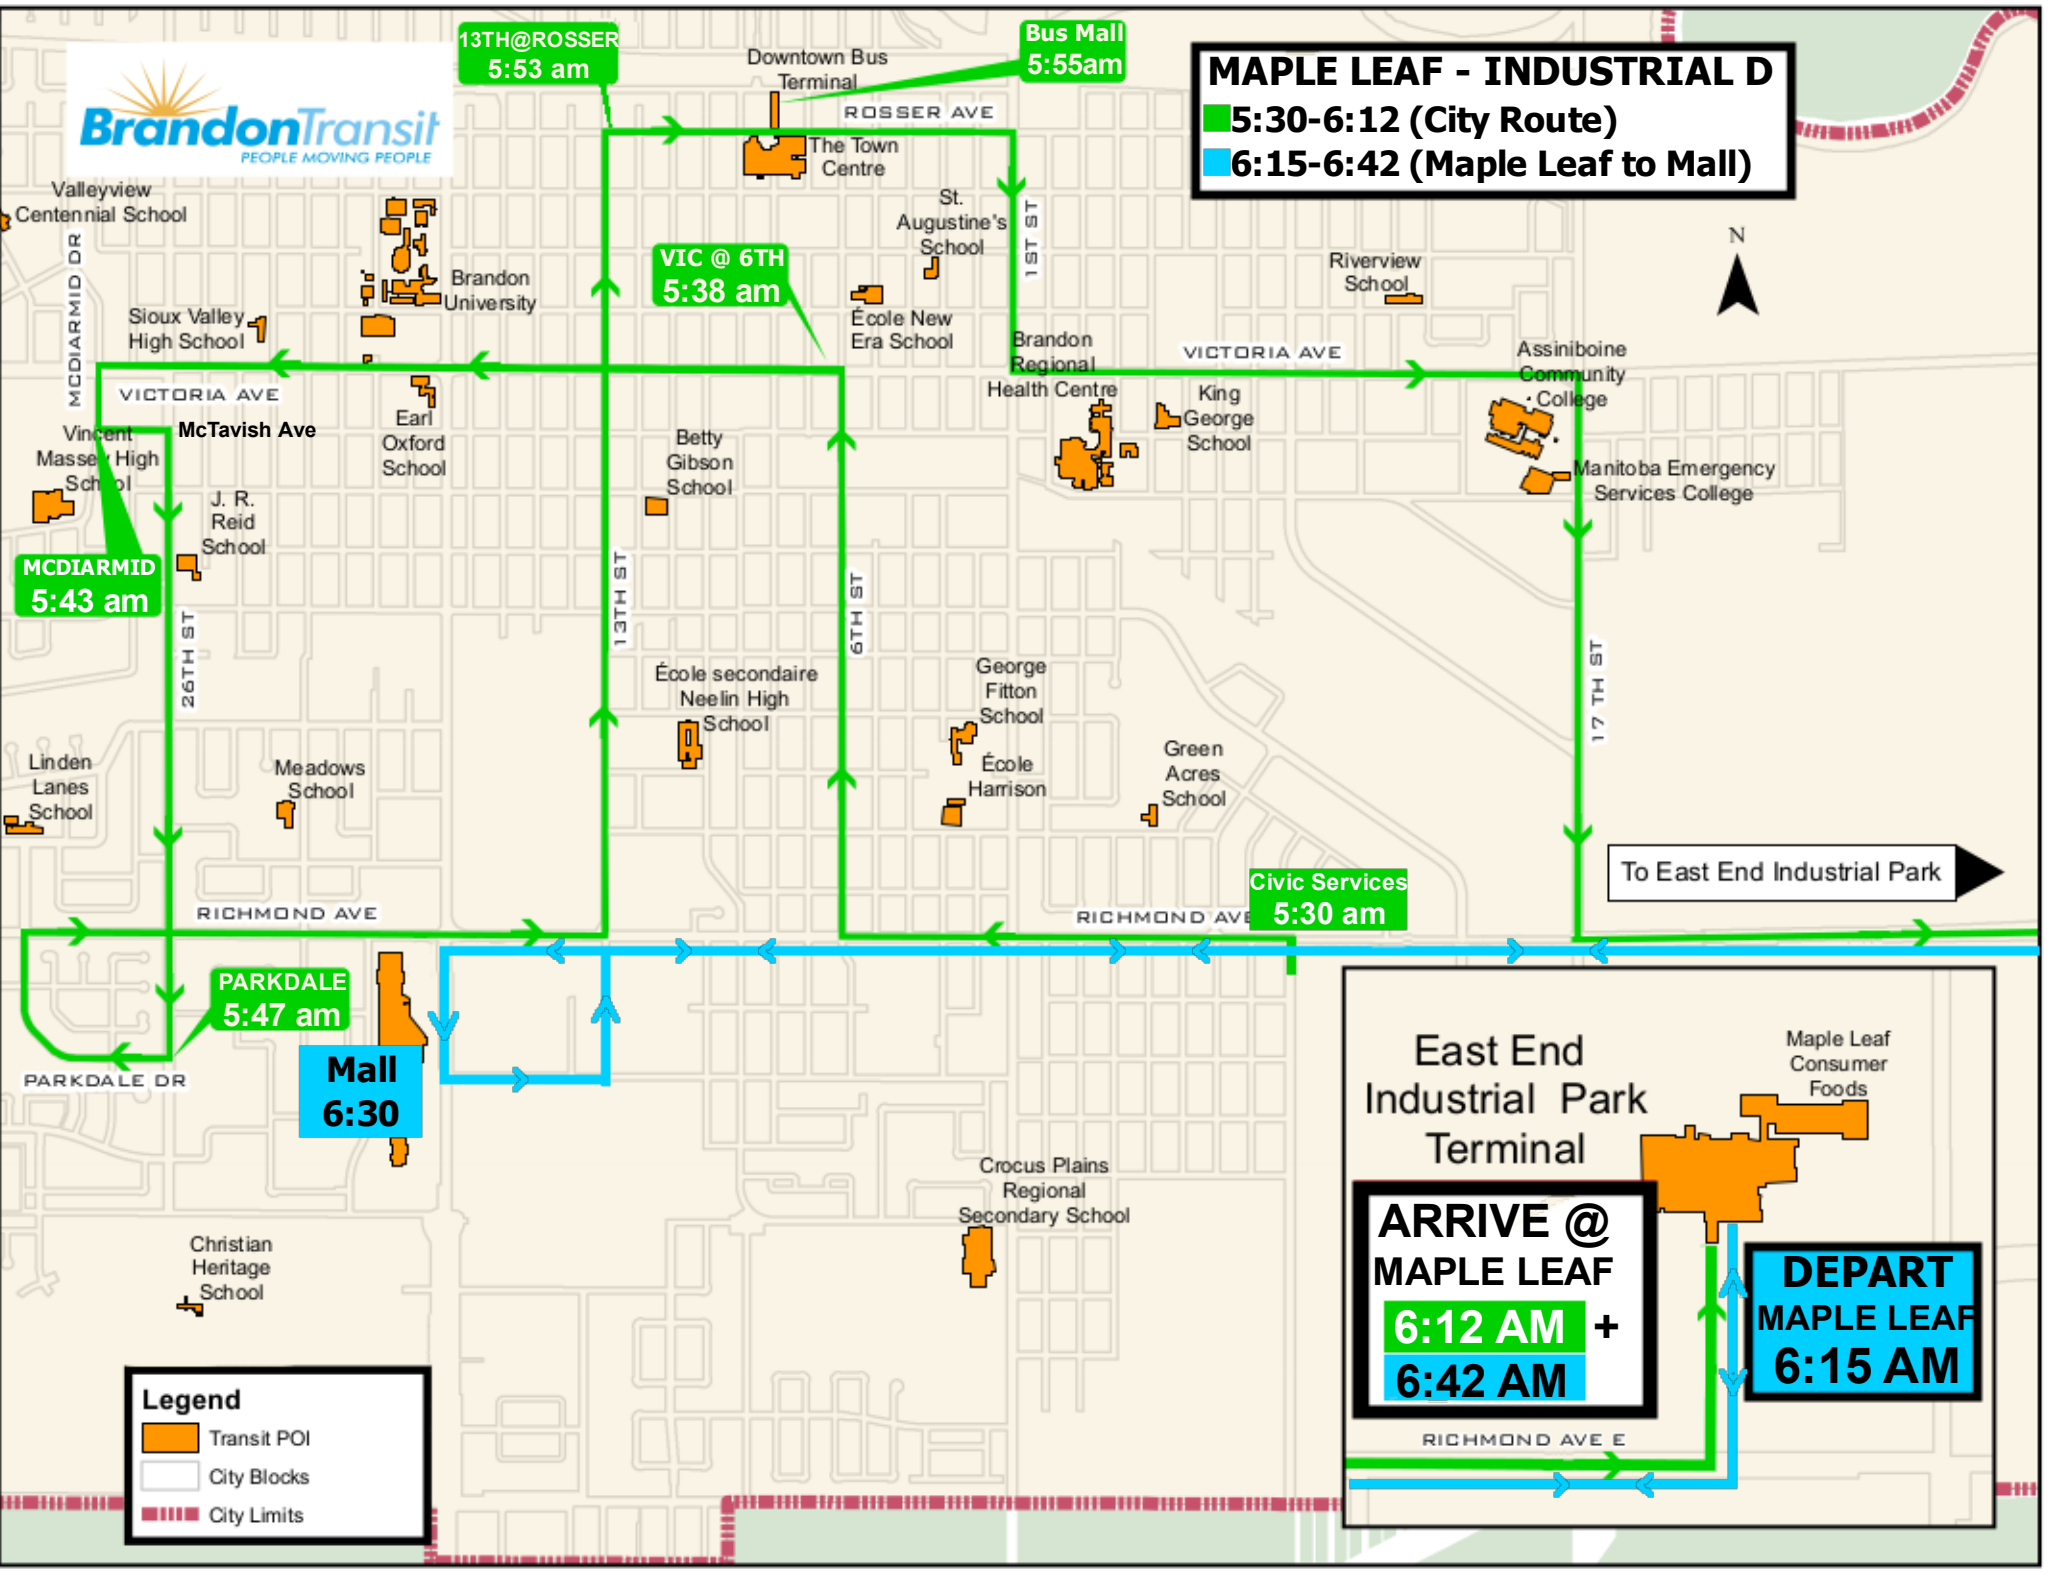 13TH@ROSSER
5:53 am
Downtown Bus
Terminal
Bus Mall
5:55am
MAPLE LEAF - INDUSTRIAL D
5:30-6:12 (City Route)
6:15-6:42 (Maple Leaf to Mall)
BrandonTransit
PEOPLE MOVING PEOPLE
ROSSER AVE
The Town
Centre
Valleyview
Centennial School
MCDIARMID DR
St.
Augustine's
School
1ST ST
N
VIC @ 6TH
5:38 am
Riverview
School
Brandon
University
Sioux Valley
High School
École New
Era School
Brandon
Regional
Health Centre
VICTORIA AVE
Assiniboine
Community
College
VICTORIA AVE
McTavish Ave
Earl
Oxford
School
King
George
School
Vincent
Massey High
School
Betty
Gibson
School
Manitoba Emergency
Services College
J. R.
Reid
School
MCDIARMID
5:43 am
26TH ST
13TH ST
6TH ST
17 TH ST
École secondaire
Neelin High
School
George
Fitton
School
École
Harrison
Green
Acres
School
Linden
Lanes
School
Meadows
School
To East End Industrial Park
Civic Services
5:30 am
RICHMOND AVE
RICHMOND AVE
PARKDALE
5:47 am
PARKDALE DR
Mall
6:30
East End
Industrial Park
Terminal
Maple Leaf
Consumer
Foods
Crocus Plains
Regional
Secondary School
ARRIVE @
MAPLE LEAF
6:12 AM +
6:42 AM
DEPART
MAPLE LEAF
6:15 AM
RICHMOND AVE E
Christian
Heritage
School
Legend
Transit POI
City Blocks
City Limits